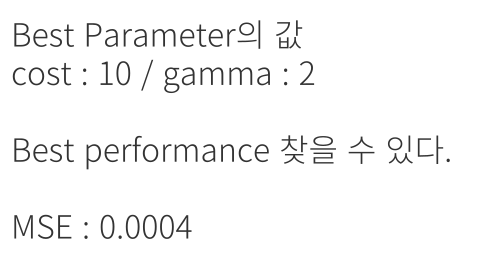 Best Parameter의 값
cost : 10 / gamma : 2
Best performance 찾을 수 있다.
MSE : 0.0004